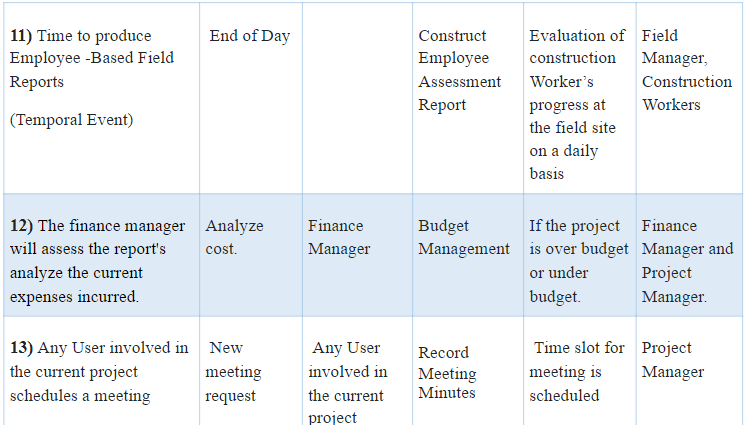 11) Time to produce
Employee -Based Field
Reports
(Temporal Event)
End of Day
Construct
Employee
Assessment
Report
Evaluation of
construction
Worker’s
progress at
the field site
on a daily
basis
Field
Manager,
Construction
Workers
12) The finance manager
will assess the report's
analyze the current
expenses incurred.
Analyze
cost.
Finance
Manager
Budget
Management
If the project
is over budget
or under
budget.
Finance
Manager and
Project
Manager.
13) Any User involved in
the current project
schedules a meeting
New
meeting
request
Any User
involved in
the current
project
Record
Meeting
Minutes
Time slot for
meeting is
scheduled
Project
Manager